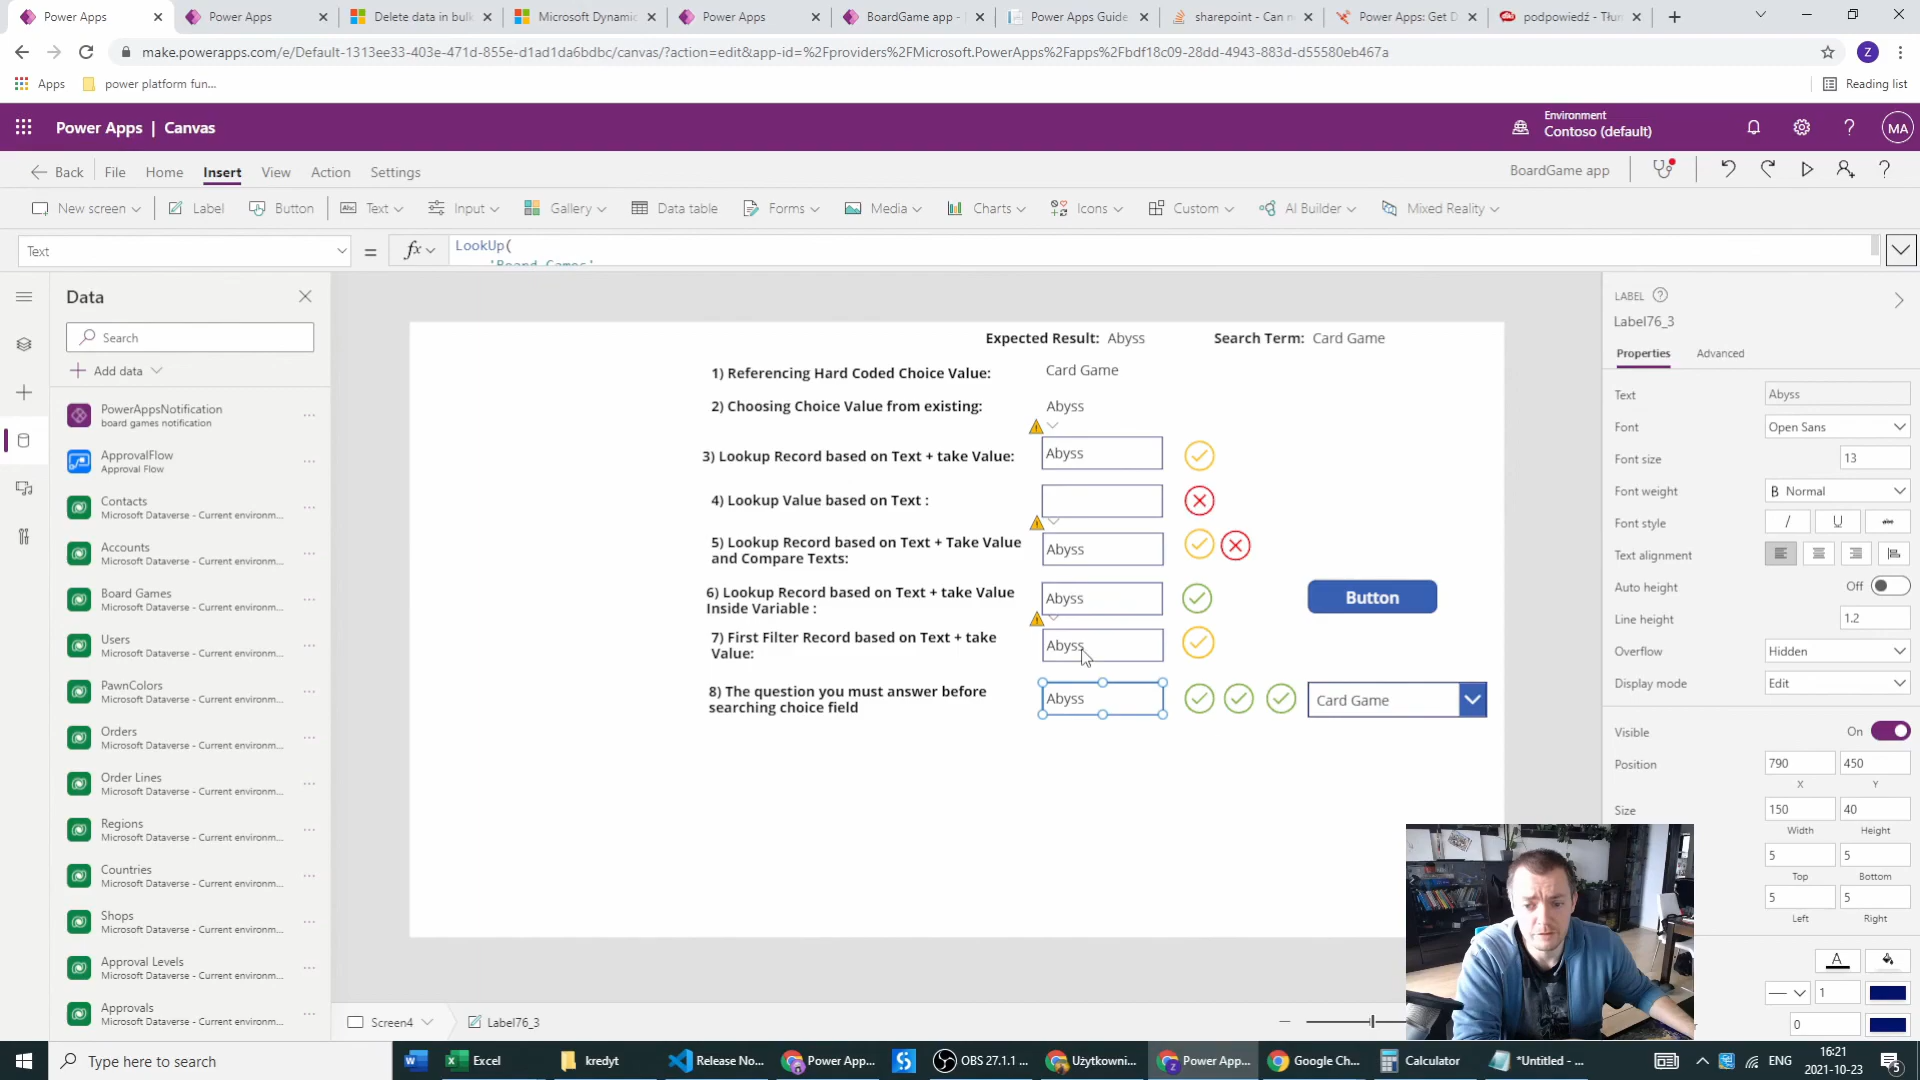 Power Apps
Power Apps
Delete data in bulk
Microsoft Dynamic
Power Apps
BoardGame app -
Power Apps Guide
sharepoint - Can n
Power Apps: Get D
podpowiedź - Tłum
make.powerapps.com/e/Default-1313ee33-403e-471d-855e-d1ad1da6bdbc/canvas/?action=edit&app-id=%2Fproviders%2FMicrosoft.PowerApps%2Fapps%2Fbdf18c09-28dd-4943-883d-d55580eb467a
Z
Apps
power platform fun...
Reading list
Power Apps | Canvas
Environment
Contoso (default)
MA
Back
File
Home
Insert
View
Action
Settings
BoardGame app
New screen
Label
Button
Text
Input
Gallery
Data table
Forms
Media
Charts
Icons
Custom
AI Builder
Mixed Reality
Text
=
fx
LookUp(
'Board Games'
Data
Search
Add data
PowerAppsNotification
board games notification
ApprovalFlow
Approval Flow
Contacts
Microsoft Dataverse - Current environm...
Accounts
Microsoft Dataverse - Current environm...
Board Games
Microsoft Dataverse - Current environm...
Users
Microsoft Dataverse - Current environm...
PawnColors
Microsoft Dataverse - Current environm...
Orders
Microsoft Dataverse - Current environm...
Order Lines
Microsoft Dataverse - Current environm...
Regions
Microsoft Dataverse - Current environm...
Countries
Microsoft Dataverse - Current environm...
Shops
Microsoft Dataverse - Current environm...
Approval Levels
Microsoft Dataverse - Current environm...
Approvals
Microsoft Dataverse - Current environm...
Expected Result: Abyss
Search Term: Card Game
1) Referencing Hard Coded Choice Value:
Card Game
2) Choosing Choice Value from existing:
Abyss
3) Lookup Record based on Text + take Value:
Abyss
4) Lookup Value based on Text :
5) Lookup Record based on Text + Take Value
and Compare Texts:
Abyss
6) Lookup Record based on Text + take Value
Inside Variable :
Abyss
Button
7) First Filter Record based on Text + take
Value:
Abyss
8) The question you must answer before
searching choice field
Abyss
Card Game
LABEL
Label76_3
Properties
Advanced
Text
Abyss
Font
Open Sans
Font size
13
Font weight
B Normal
Font style
Text alignment
Auto height
Off
Line height
1.2
Overflow
Hidden
Display mode
Edit
Visible
On
Position
790
450
X
Y
Size
150
40
Width
Height
5
5
Top
Bottom
5
5
Left
Right
1
0
Screen4
Label76_3
Type here to search
Excel
kredyt
Release No...
Power App...
OBS 27.1.1 ...
Użytkowni...
Power App...
Google Ch...
Calculator
*Untitled - ...
ENG
16:21
2021-10-23
5